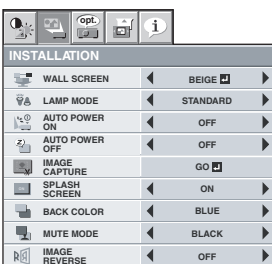 opt.
i
INSTALLATION
WALL SCREEN BEIGE
LAMP MODE STANDARD
AUTO POWER
ON OFF
AUTO POWER
OFF OFF
IMAGE
CAPTURE GO
SPLASH
SCREEN ON
BACK COLOR BLUE
MUTE MODE BLACK
IMAGE
REVERSE OFF